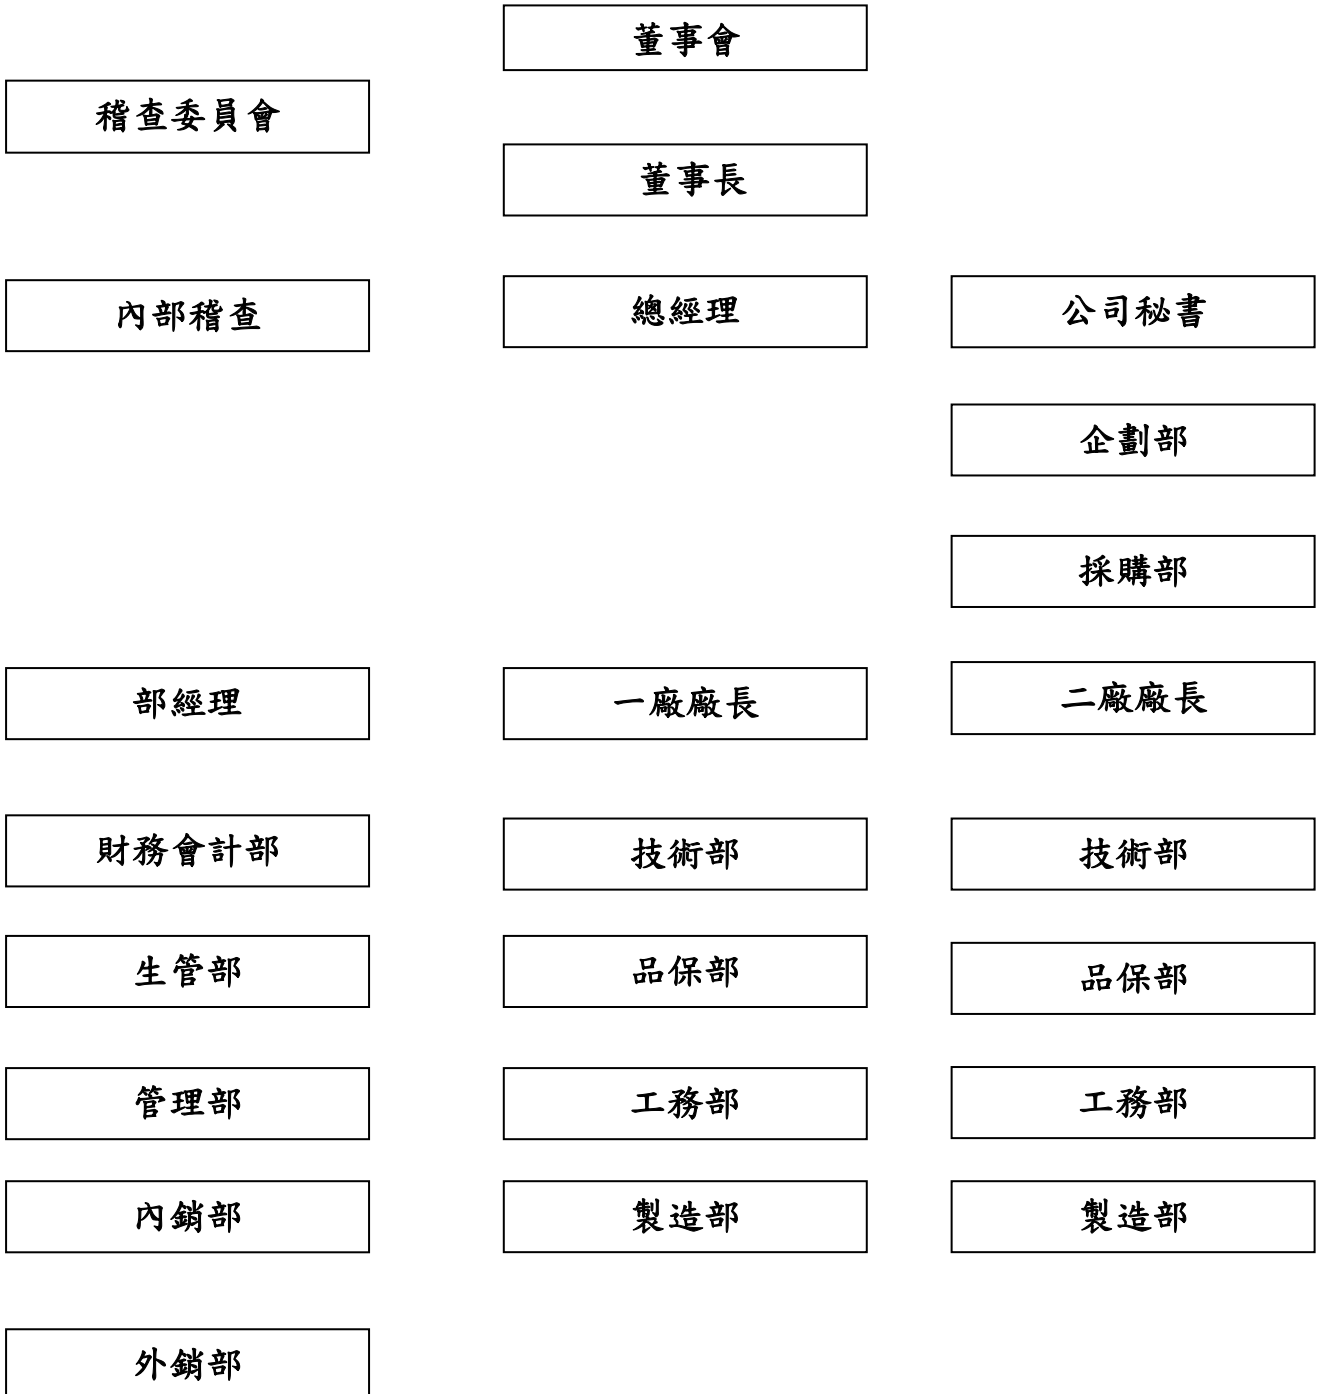 董事會
稽查委員會
董事長
內部稽查
總經理
公司秘書
企劃部
採購部
部經理
一廠廠長
二廠廠長
財務會計部
技術部
技術部
生管部
品保部
品保部
管理部
工務部
工務部
內銷部
製造部
製造部
外銷部